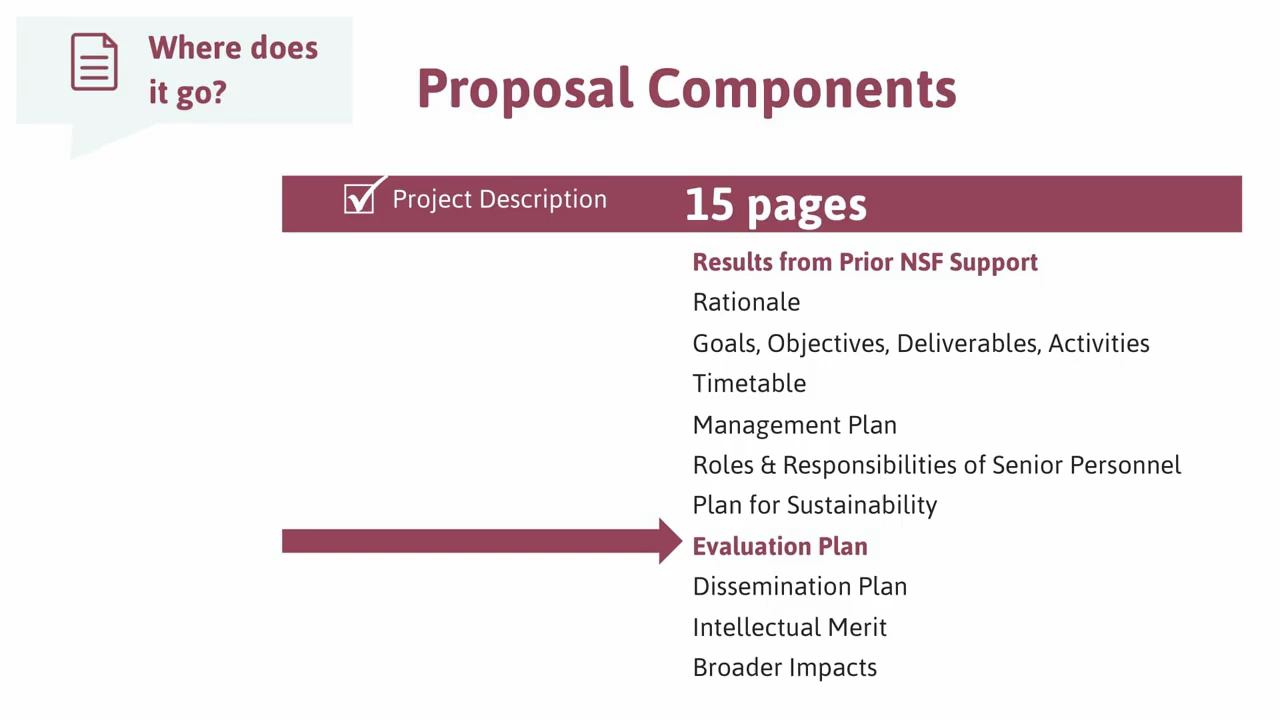 Where does
it go?
Proposal Components
Project Description
15 pages
Results from Prior NSF Support
Rationale
Goals, Objectives, Deliverables, Activities
Timetable
Management Plan
Roles & Responsibilities of Senior Personnel
Plan for Sustainability
Evaluation Plan
Dissemination Plan
Intellectual Merit
Broader Impacts